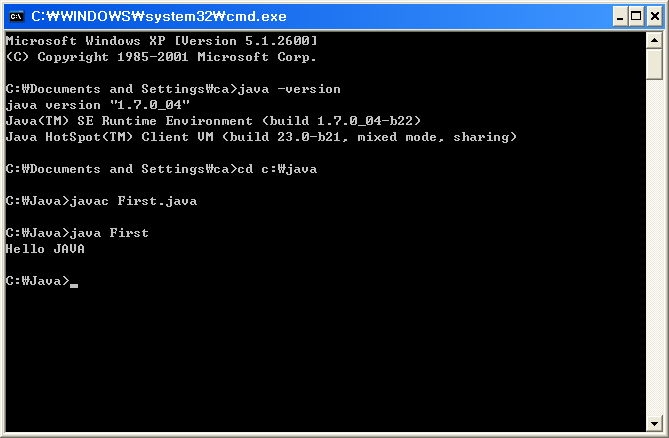 C:₩WINDOWS₩system32₩cmd.exe
Microsoft Windows XP [Version 5.1.2600]
(C) Copyright 1985-2001 Microsoft Corp.
C:₩Documents and Settings₩ca>java -version
java version "1.7.0_04"
Java(TM) SE Runtime Environment (build 1.7.0_04-b22)
Java HotSpot(TM) Client VM (build 23.0-b21, mixed mode, sharing)
C:₩Documents and Settings₩ca>cd c:₩java
C:₩Java>javac First.java
C:₩Java>java First
Hello JAVA
C:₩Java>